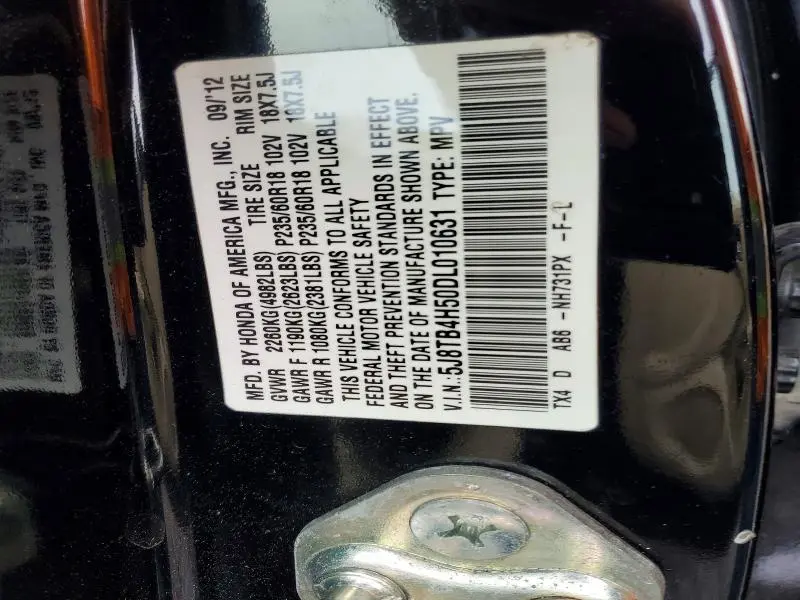 MFD. BY HONDA OF AMERICA MFG., INC. 09/'12
GVWR 2260KG(4982LBS) TIRE SIZE RIM SIZE
GAWR F 1190KG(2623LBS) P235/60R18 102V 18X7.5J
GAWR R 1080KG(2381LBS) P235/60R18 102V 18X7.5J
THIS VEHICLE CONFORMS TO ALL APPLICABLE
FEDERAL MOTOR VEHICLE SAFETY
AND THEFT PREVENTION STANDARDS IN EFFECT
ON THE DATE OF MANUFACTURE SHOWN ABOVE.
V.I.N.:5J8TB4H50DL010631 TYPE: MPV
TX4 D AB6 -NH731PX -F-L